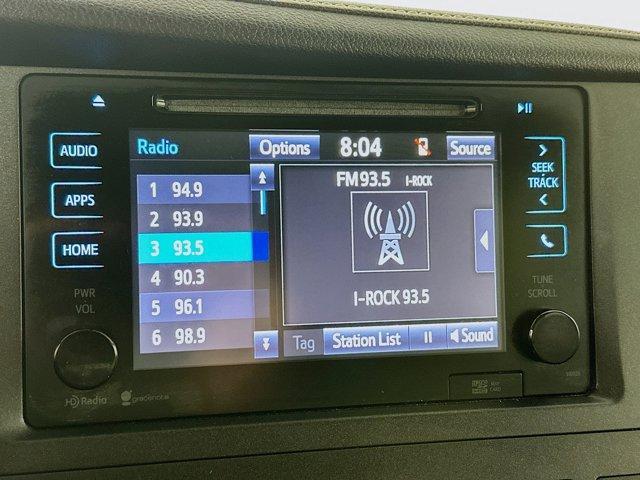 AUDIO
APPS
HOME
PWR
VOL
HD Radio
gracenote
Radio
Options
8:04
Source
1 94.9
2 93.9
3 93.5
4 90.3
5 96.1
6 98.9
FM 93.5 I-ROCK
I-ROCK 93.5
Tag
Station List
Sound
SEEK
TRACK
TUNE
SCROLL